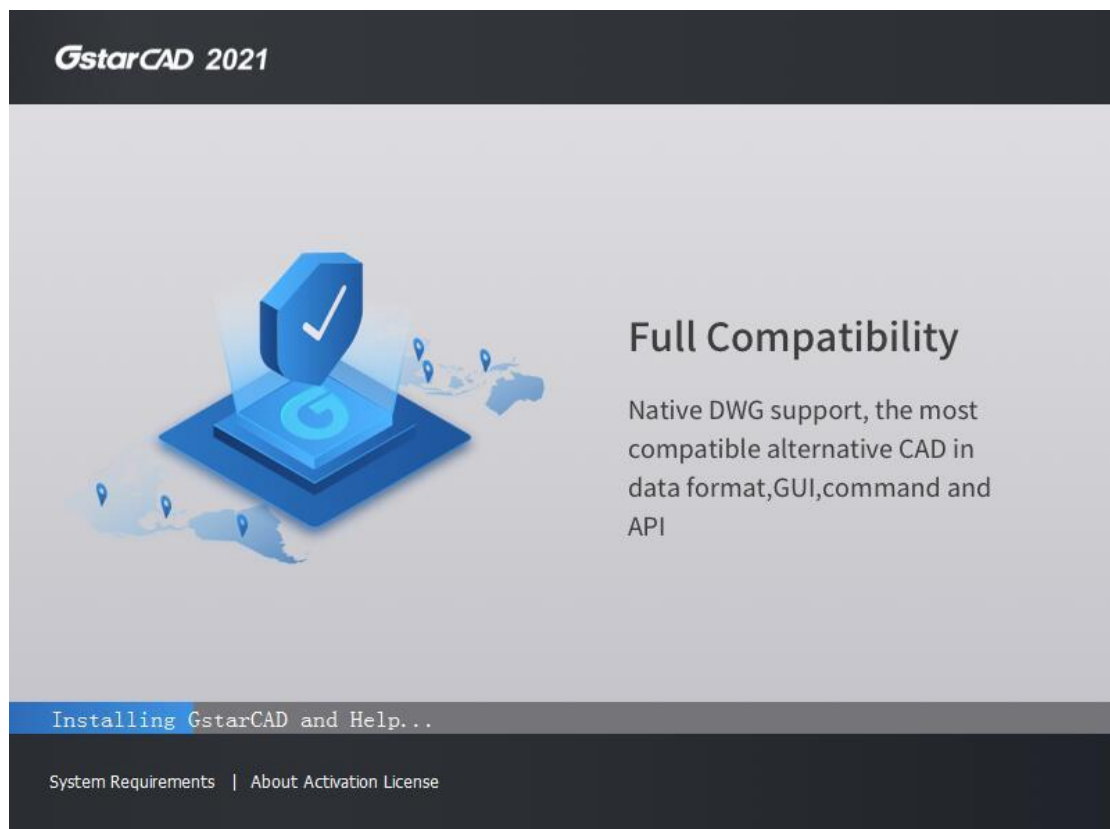 GstarCAD 2021
Full Compatibility
Native DWG support, the most
compatible alternative CAD in
data format,GUI,command and
API
Installing GstarCAD and Help...
System Requirements | About Activation License